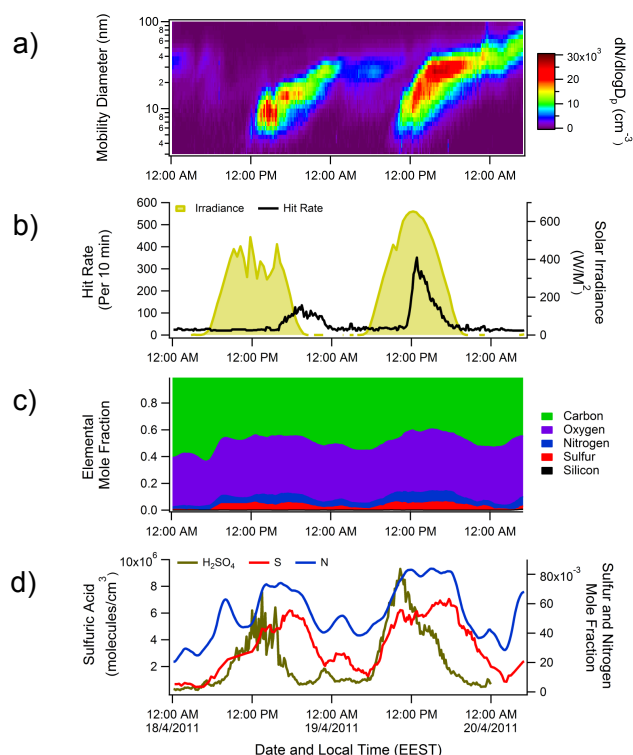 a)
Mobility Diameter (nm)
100
8
6
4
2
10
8
6
4
30x10³
20
10
0
dN/dlogDp (cm⁻³)
12:00 AM 12:00 PM 12:00 AM 12:00 PM 12:00 AM
b)
Irradiance Hit Rate
Hit Rate
(Per 10 min)
600
500
400
300
200
100
0
600
400
200
0
Solar Irradiance
(W/M²)
12:00 AM 12:00 PM 12:00 AM 12:00 PM 12:00 AM
c)
Elemental
Mole Fraction
0.8
0.6
0.4
0.2
0.0
Carbon
Oxygen
Nitrogen
Sulfur
Silicon
12:00 AM 12:00 PM 12:00 AM 12:00 PM 12:00 AM
d)
H₂SO₄ S N
Sulfuric Acid
(molecules/cm³)
10x10⁶
8
6
4
2
80x10⁻³
60
40
20
0
Sulfur and Nitrogen
Mole Fraction
12:00 AM 12:00 PM 12:00 AM 12:00 PM 12:00 AM
18/4/2011 19/4/2011 20/4/2011
Date and Local Time (EEST)